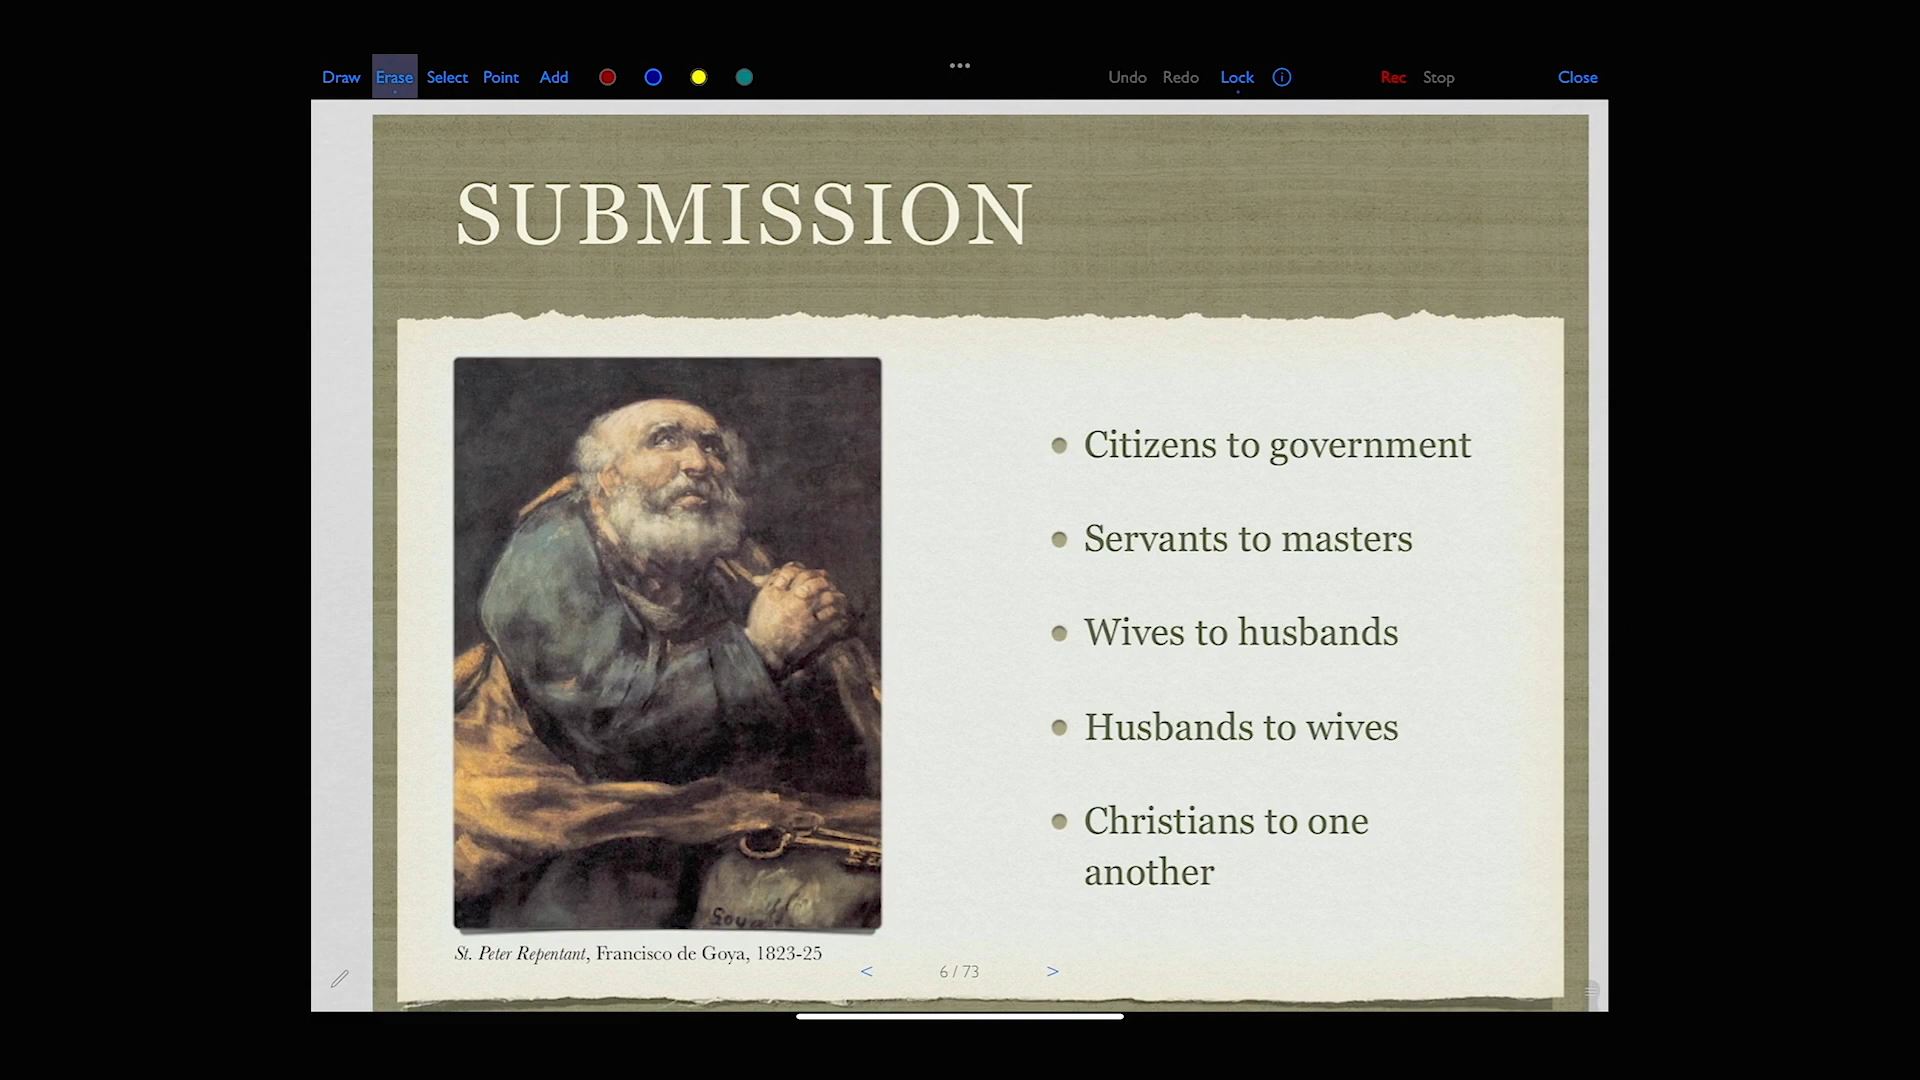 Draw Erase Select Point Add Undo Redo Lock Rec Stop Close
SUBMISSION
Citizens to government
Servants to masters
Wives to husbands
Husbands to wives
Christians to one
another
Goya
St. Peter Repentant, Francisco de Goya, 1823-25
< 6 / 73 >